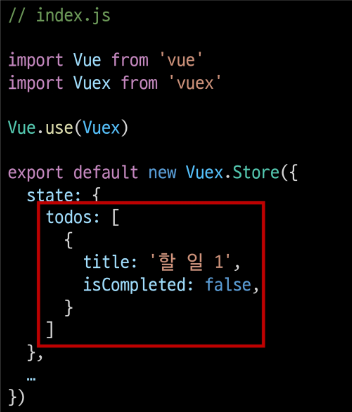 // index.js
import Vue from 'vue'
import Vuex from 'vuex'
Vue.use(Vuex)
export default new Vuex.Store({
  state: {
    todos: [
      {
        title: '할 일 1',
        isCompleted: false,
      }
    ]
  },
  …
})